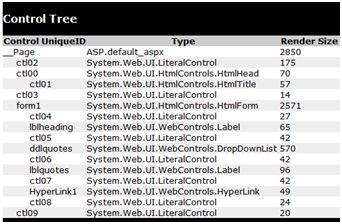 Control Tree
Control UniqueID Type Render Size
__Page ASP.default_aspx 2850
ctl02 System.Web.UI.LiteralControl 175
ctl00 System.Web.UI.HtmlControls.HtmlHead 70
ctl01 System.Web.UI.HtmlControls.HtmlTitle 57
ctl03 System.Web.UI.LiteralControl 14
form1 System.Web.UI.HtmlControls.HtmlForm 2571
ctl04 System.Web.UI.LiteralControl 27
lblheading System.Web.UI.WebControls.Label 65
ctl05 System.Web.UI.LiteralControl 42
ddlquotes System.Web.UI.WebControls.DropDownList 570
ctl06 System.Web.UI.LiteralControl 42
lblquotes System.Web.UI.WebControls.Label 96
ctl07 System.Web.UI.LiteralControl 42
HyperLink1 System.Web.UI.WebControls.HyperLink 49
ctl08 System.Web.UI.LiteralControl 24
ctl09 System.Web.UI.LiteralControl 20